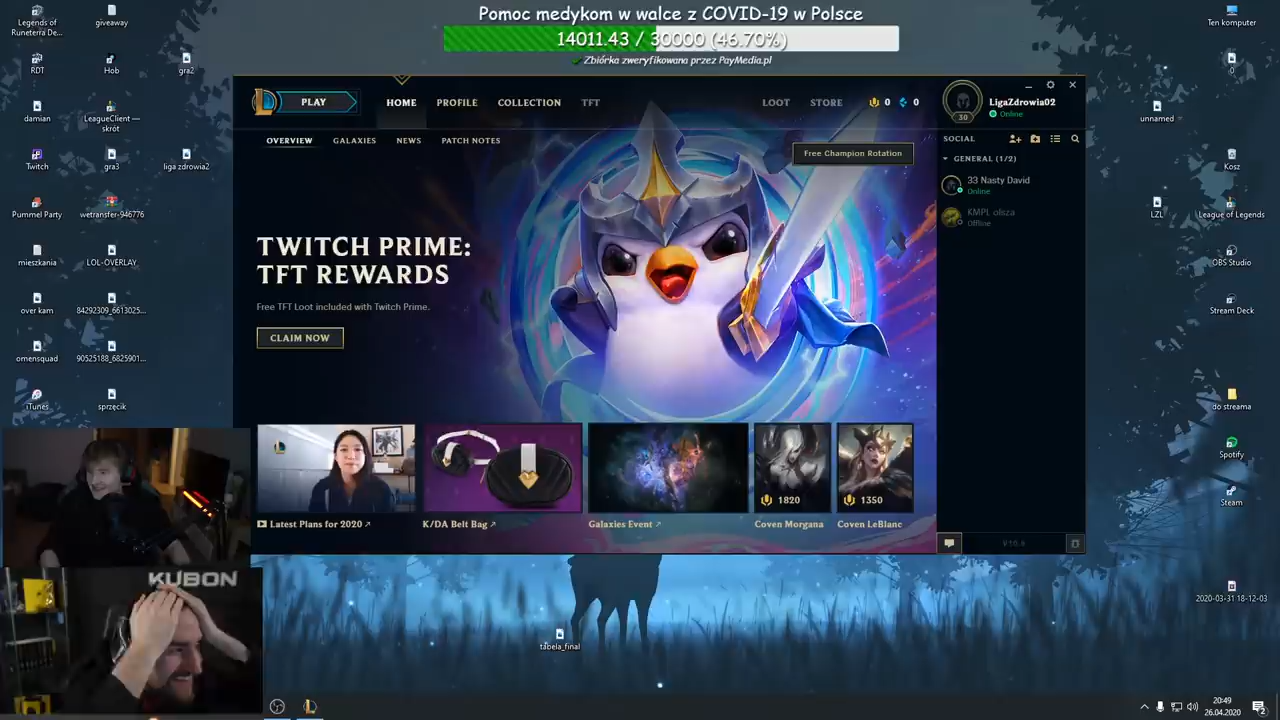 Pomoc medykom w walce z COVID-19 w Polsce
14011.43 / 30000 (46.70%)
Zbiórka zweryfikowana przez PayMedia.pl
Legends of
Runeterra De...
giveaway
RDT
Hob
gra2
damian
LeagueClient —
skrót
Twitch
gra3
liga zdrowia2
Pummel Party
wetransfer-946776
mieszkania
LOL-OVERLAY_
over kam
84292309_6613025...
omensquad
90525188_6825901...
iTunes
sprzęcik
PLAY
HOME
PROFILE
COLLECTION
TFT
LOOT
STORE
0
0
30
LigaZdrowia02
Online
OVERVIEW
GALAXIES
NEWS
PATCH NOTES
Free Champion Rotation
SOCIAL
GENERAL (1/2)
33 Nasty David
Online
KMPL olsza
Offline
TWITCH PRIME:
TFT REWARDS
Free TFT Loot included with Twitch Prime.
CLAIM NOW
1820
1350
Latest Plans for 2020
K/DA Belt Bag
Galaxies Event
Coven Morgana
Coven LeBlanc
KUBON
tabela_final
Ten komputer
0
unnamed
Kosz
LZL
League of Legends
OBS Studio
Stream Deck
do streama
Spotify
Steam
2020-03-31 18-12-03
20:49
26.04.2020
2